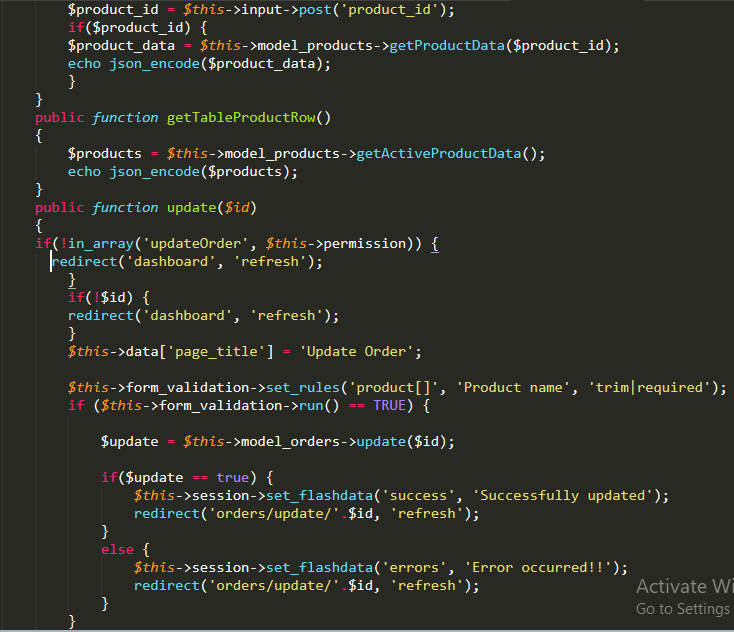 $product_id = $this->input->post('product_id');
if($product_id) {
$product_data = $this->model_products->getProductData($product_id);
echo json_encode($product_data);
}
}
public function getTableProductRow()
{
$products = $this->model_products->getActiveProductData();
echo json_encode($products);
}
public function update($id)
{
if(!in_array('updateOrder', $this->permission)) {
redirect('dashboard', 'refresh');
}
if(!$id) {
redirect('dashboard', 'refresh');
}
$this->data['page_title'] = 'Update Order';
$this->form_validation->set_rules('product[]', 'Product name', 'trim|required');
if ($this->form_validation->run() == TRUE) {
$update = $this->model_orders->update($id);
if($update == true) {
$this->session->set_flashdata('success', 'Successfully updated');
redirect('orders/update/'.$id, 'refresh');
}
else {
$this->session->set_flashdata('errors', 'Error occurred!!');
redirect('orders/update/'.$id, 'refresh');
}
}
Activate Wi
Go to Settings